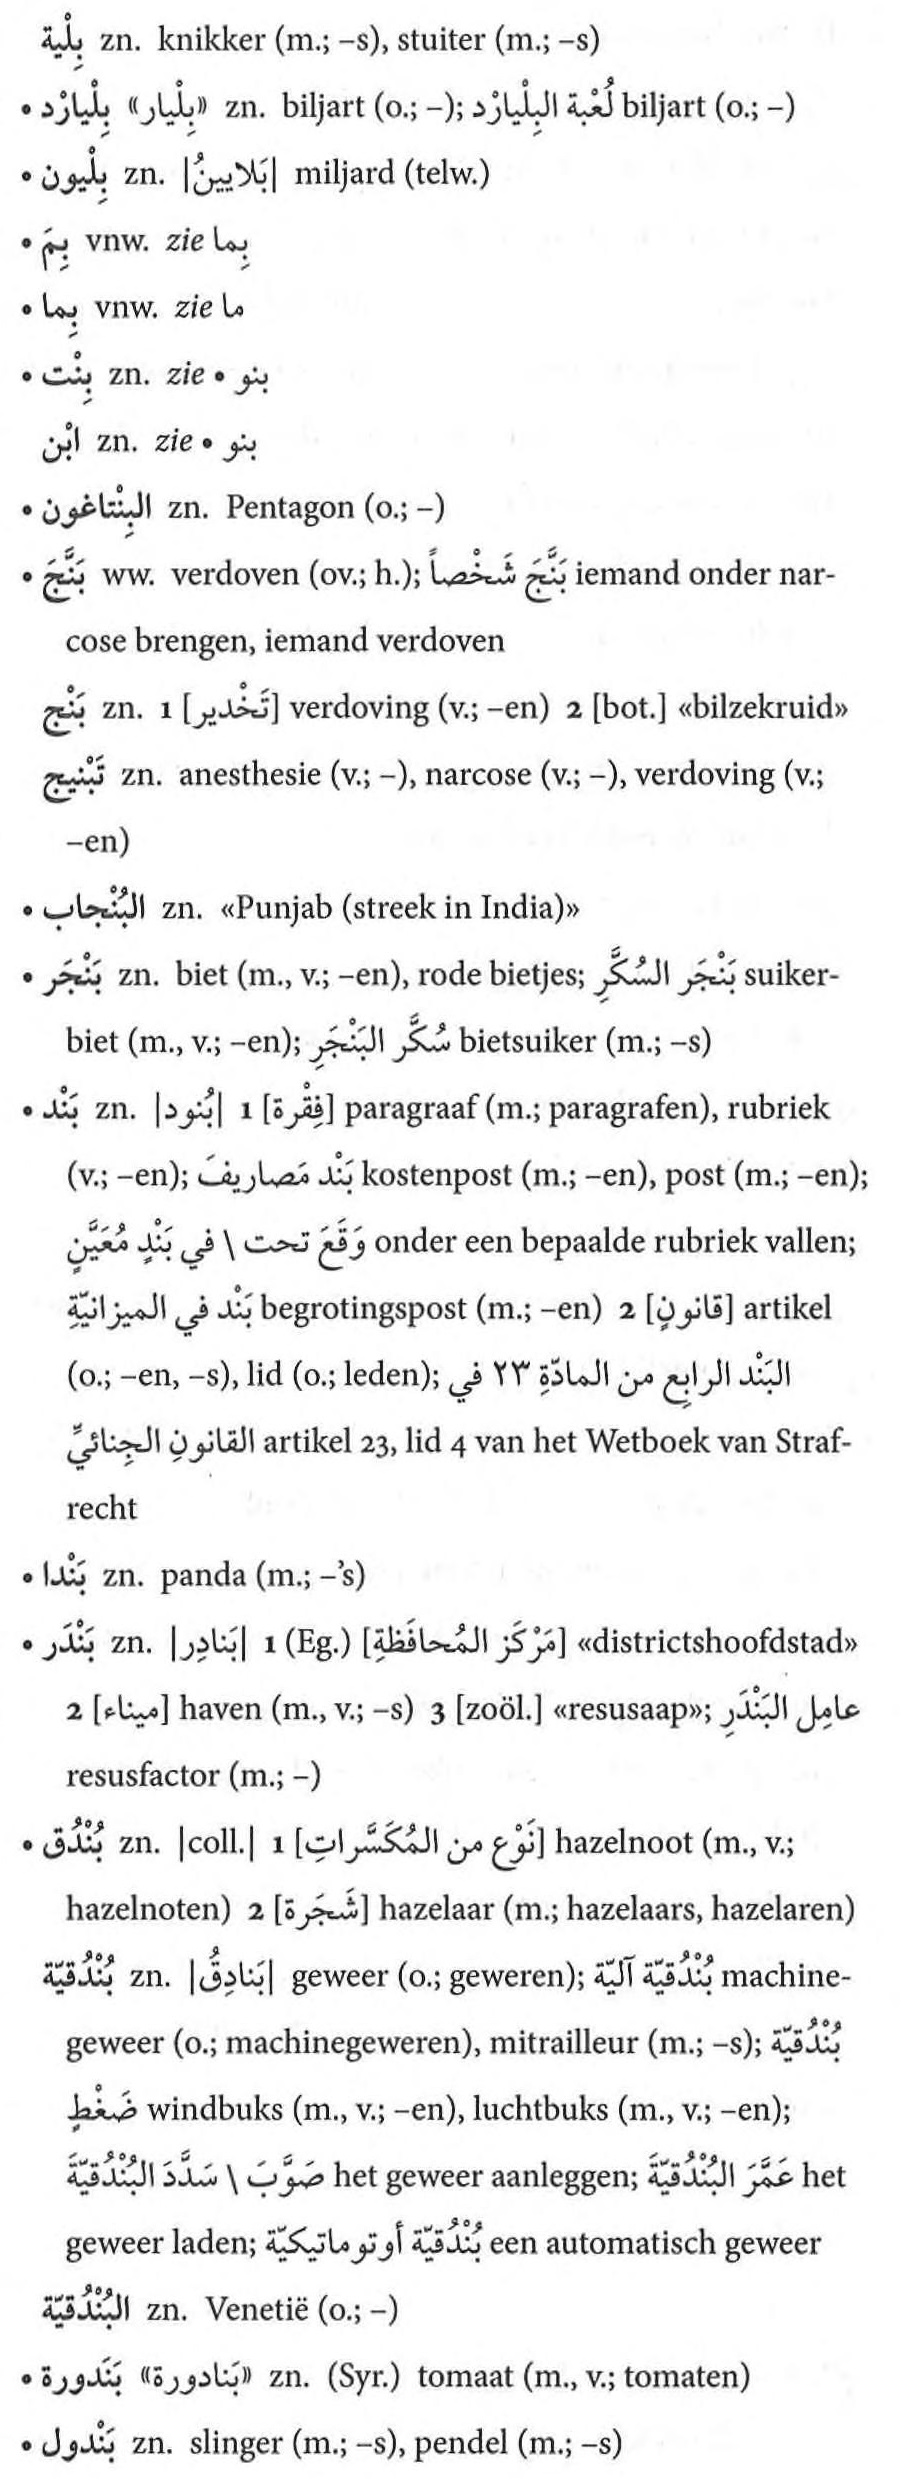 بِلْية zn. knikker (m.; –s), stuiter (m.; –s)
• بِلْيارْد «بِلْيار» zn. biljart (o.; –); لُعْبة البِلْيارْد biljart (o.; –)
• بِلْيون zn. |بَلايينُ| miljard (telw.)
• بِمَ vnw. zie بِما
• بِما vnw. zie ما
• بِنْت zn. zie • بنو
ابْن zn. zie • بنو
• البِنْتاغون zn. Pentagon (o.; –)
• بَنَّجَ ww. verdoven (ov.; h.); بَنَّجَ شَخْصاً iemand onder nar-
cose brengen, iemand verdoven
بَنْج zn. 1 [تَخْدير] verdoving (v.; –en) 2 [bot.] «bilzekruid»
تَبْنيج zn. anesthesie (v.; –), narcose (v.; –), verdoving (v.;
–en)
• البُنْجاب zn. «Punjab (streek in India)»
• بَنْجَر zn. biet (m., v.; –en), rode bietjes; بَنْجَر السُكَّرِ suiker-
biet (m., v.; –en); سُكَّر البَنْجَرِ bietsuiker (m.; –s)
• بَنْد zn. |بُنود| 1 [فِقْرة] paragraaf (m.; paragrafen), rubriek
(v.; –en); بَنْد مَصاريفَ kostenpost (m.; –en), post (m.; –en);
وَقَعَ تحت \ في بَنْدٍ مُعَيَّنٍ onder een bepaalde rubriek vallen;
بَنْد في الميزانيّةِ begrotingspost (m.; –en) 2 [قانونٍ] artikel
(o.; –en, –s), lid (o.; leden); البَنْد الرابِع من المادّةِ ٢٣ في
القانونِ الجِنائيِّ artikel 23, lid 4 van het Wetboek van Straf-
recht
• بَنْدا zn. panda (m.; –’s)
• بَنْدَر zn. |بَنادِر| 1 (Eg.) [مَرْكَز المُحافَظةِ] «districtshoofdstad»
2 [ميناء] haven (m., v.; –s) 3 [zoöl.] «resusaap»; عامِل البَنْدَرِ
resusfactor (m.; –)
• بُنْدُق zn. |coll.| 1 [نَوْع من المُكَسَّراتِ] hazelnoot (m., v.;
hazelnoten) 2 [شَجَرة] hazelaar (m.; hazelaars, hazelaren)
بُنْدُقيّة zn. |بَنادِقُ| geweer (o.; geweren); بُنْدُقيّة آليّة machine-
geweer (o.; machinegeweren), mitrailleur (m.; –s); بُنْدُقيّة
ضَغْطٍ windbuks (m., v.; –en), luchtbuks (m., v.; –en);
صَوَّبَ \ سَدَّدَ البُنْدُقيّةَ het geweer aanleggen; عَمَّرَ البُنْدُقيّةَ het
geweer laden; بُنْدُقيّة أوتوماتيكيّة een automatisch geweer
البُنْدُقيّة zn. Venetië (o.; –)
• بَنَدورة «بَنادورة» zn. (Syr.) tomaat (m., v.; tomaten)
• بَنْدول zn. slinger (m.; –s), pendel (m.; –s)